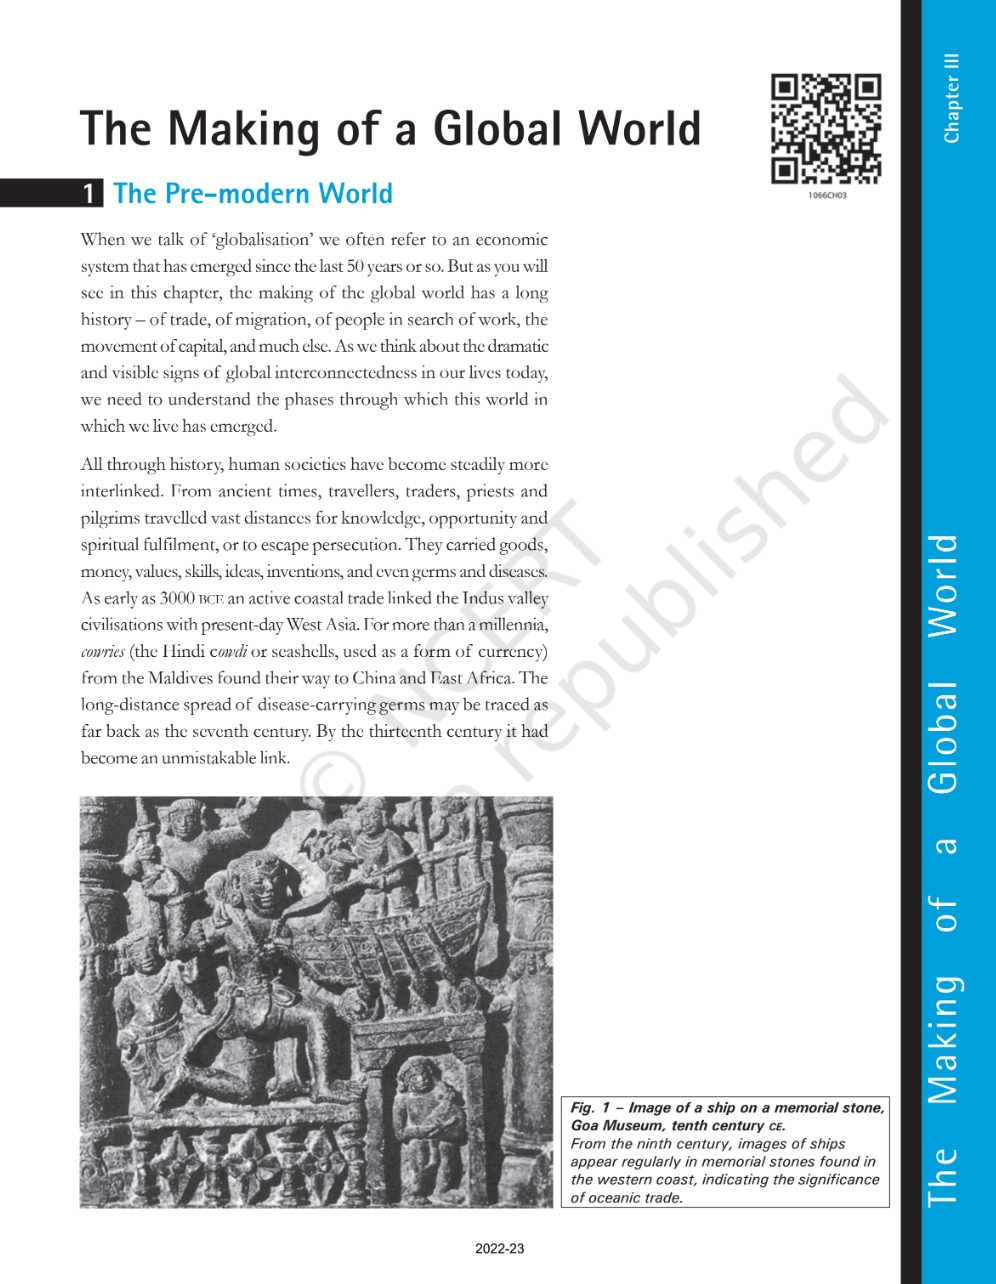 Chapter III
The Making of a Global World
1066CH03
1 The Pre-modern World
When we talk of ‘globalisation’ we often refer to an economic
system that has emerged since the last 50 years or so. But as you will
see in this chapter, the making of the global world has a long
history – of trade, of migration, of people in search of work, the
movement of capital, and much else. As we think about the dramatic
and visible signs of global interconnectedness in our lives today,
we need to understand the phases through which this world in
which we live has emerged.
All through history, human societies have become steadily more
interlinked. From ancient times, travellers, traders, priests and
pilgrims travelled vast distances for knowledge, opportunity and
spiritual fulfilment, or to escape persecution. They carried goods,
money, values, skills, ideas, inventions, and even germs and diseases.
As early as 3000 BCE an active coastal trade linked the Indus valley
civilisations with present-day West Asia. For more than a millennia,
cowries (the Hindi cowdi or seashells, used as a form of currency)
from the Maldives found their way to China and East Africa. The
long-distance spread of disease-carrying germs may be traced as
far back as the seventh century. By the thirteenth century it had
become an unmistakable link.
© NCERT
republished
Fig. 1 – Image of a ship on a memorial stone,
Goa Museum, tenth century CE.
From the ninth century, images of ships
appear regularly in memorial stones found in
the western coast, indicating the significance
of oceanic trade.
The Making of a Global World
2022-23